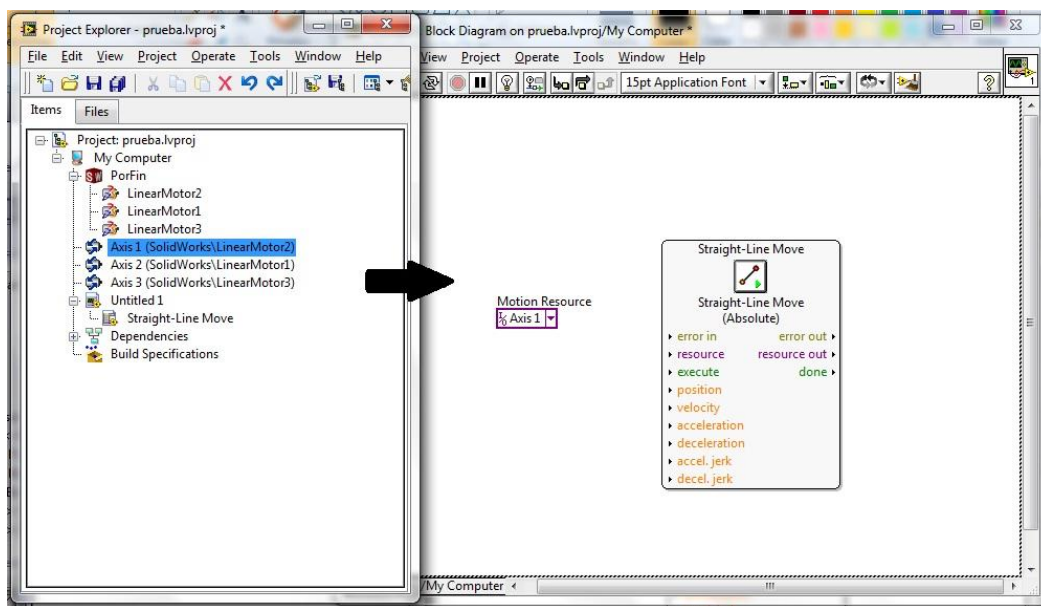 Project Explorer - prueba.lvproj *
File Edit View Project Operate Tools Window Help
Items Files
Project: prueba.lvproj
My Computer
PorFin
LinearMotor2
LinearMotor1
LinearMotor3
Axis 1 (SolidWorks\LinearMotor2)
Axis 2 (SolidWorks\LinearMotor1)
Axis 3 (SolidWorks\LinearMotor3)
Untitled 1
Straight-Line Move
Dependencies
Build Specifications
Block Diagram on prueba.lvproj/My Computer *
View Project Operate Tools Window Help
15pt Application Font
Motion Resource
Axis 1
Straight-Line Move
Straight-Line Move
(Absolute)
error in error out
resource resource out
execute done
position
velocity
acceleration
deceleration
accel. jerk
decel. jerk
/My Computer